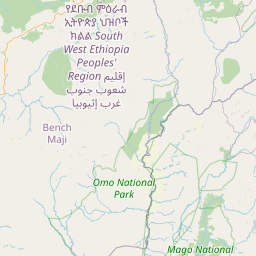 የደቡብ ምዕራብ
ኢትዮጵያ ህዝቦች
ክልል South
West Ethiopia
Peoples'
Region إقليم
شعوب جنوب
غرب إثيوبيا
Bench
Maji
Omo National
Park
Mago National